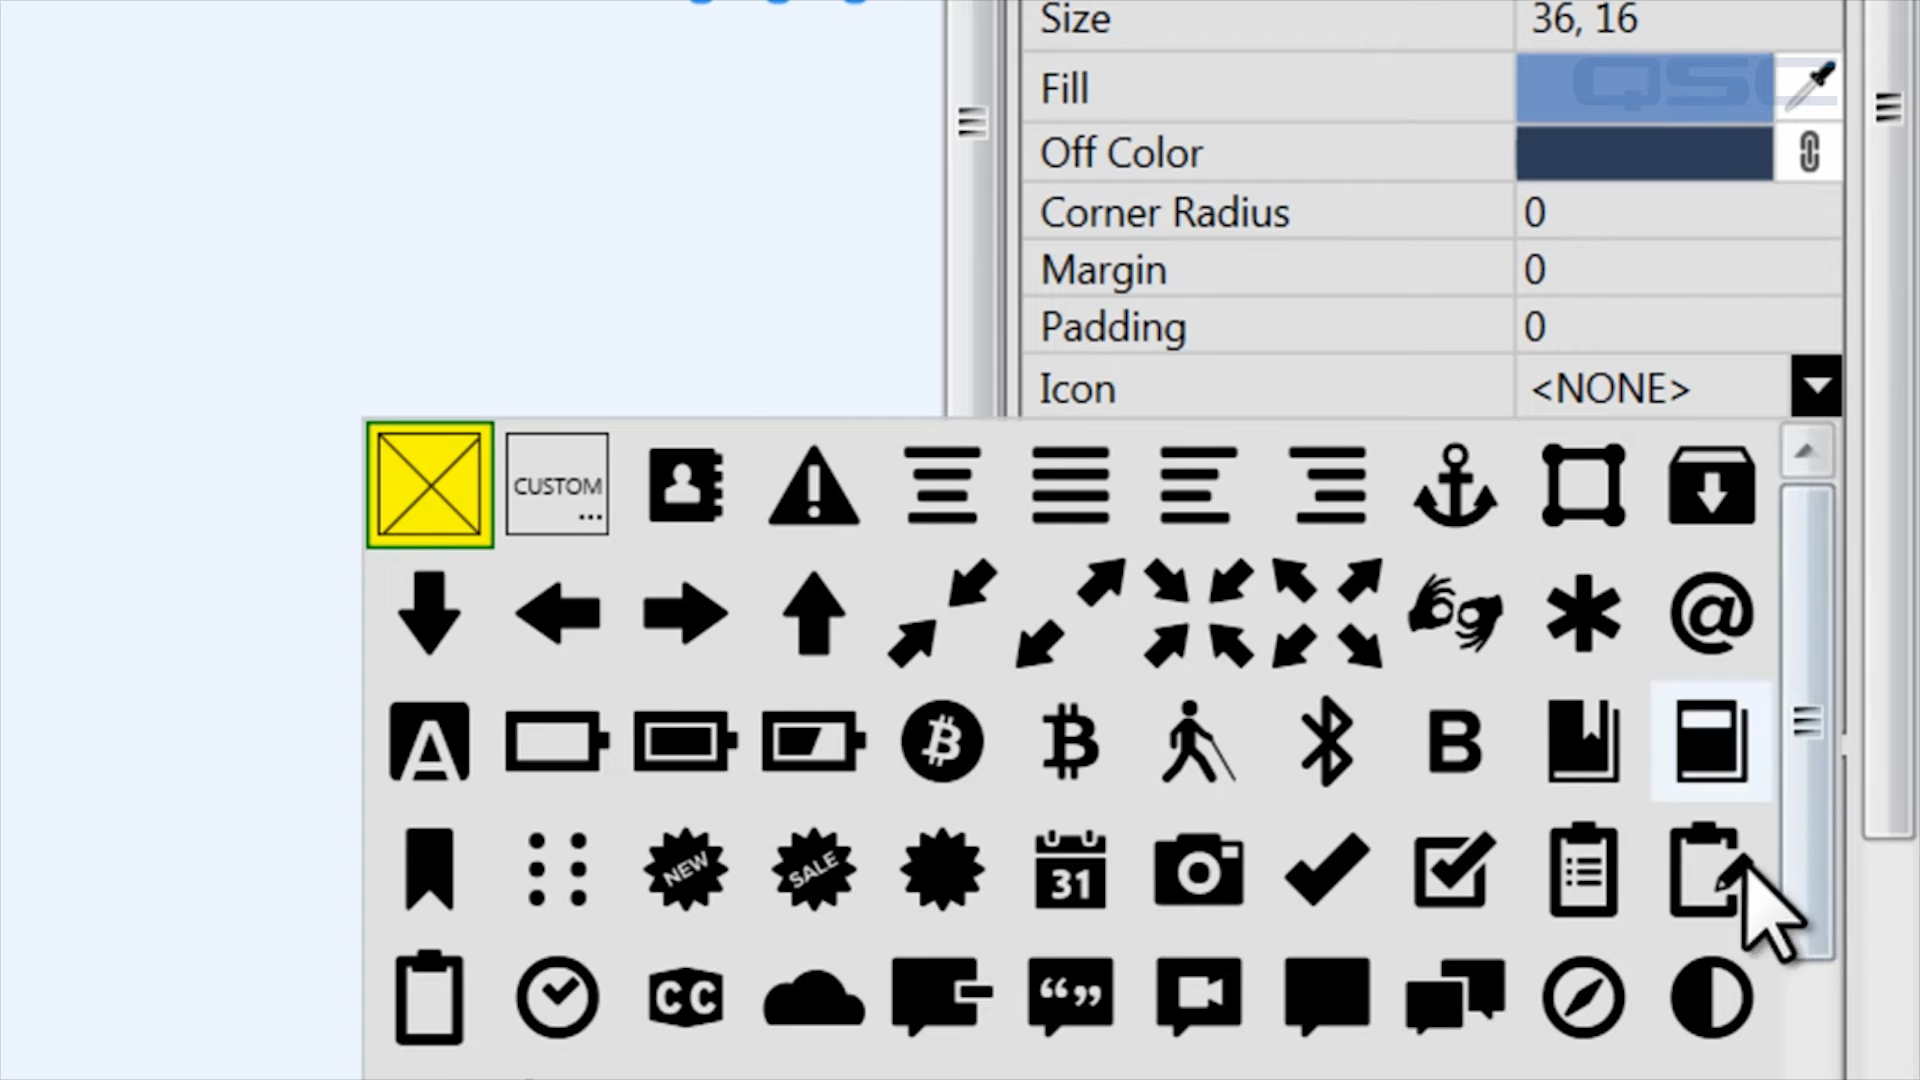 Size 36, 16
Fill
QSC
Off Color
Corner Radius 0
Margin 0
Padding 0
Icon <NONE>
CUSTOM
...
@
A
B
NEW SALE 31
CC “”